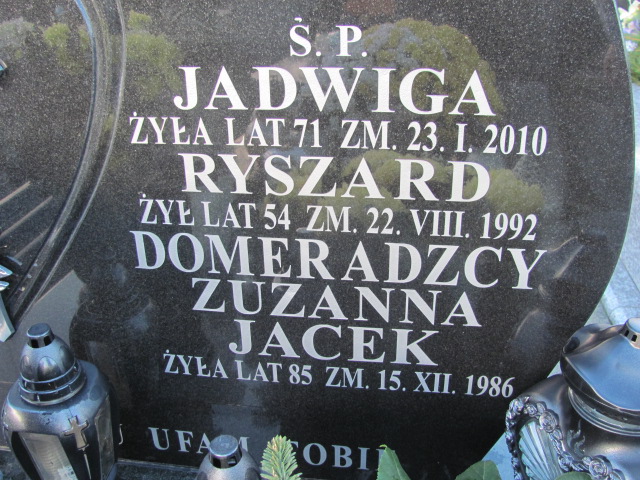 Ś. P.
JADWIGA
ŻYŁA LAT 71 ZM. 23. I. 2010
RYSZARD
ŻYŁ LAT 54 ZM. 22. VIII. 1992
DOMERADZCY
ZUZANNA
JACEK
ŻYŁA LAT 85 ZM. 15. XII. 1986
UFAM